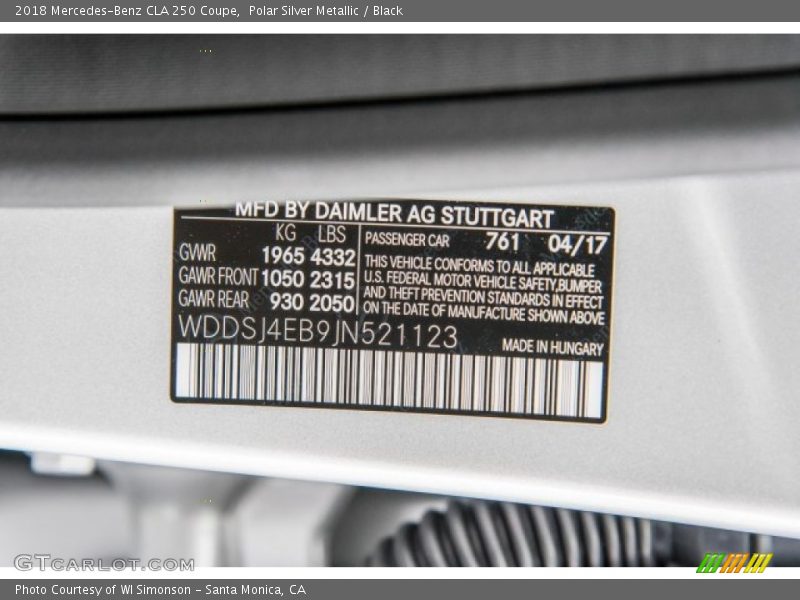 2018 Mercedes-Benz CLA 250 Coupe,  Polar Silver Metallic / Black
MFD BY DAIMLER AG STUTTGART
KG LBS
GWR 1965 4332
GAWR FRONT 1050 2315
GAWR REAR 930 2050
PASSENGER CAR 761 04/17
THIS VEHICLE CONFORMS TO ALL APPLICABLE
U.S. FEDERAL MOTOR VEHICLE SAFETY, BUMPER
AND THEFT PREVENTION STANDARDS IN EFFECT
ON THE DATE OF MANUFACTURE SHOWN ABOVE
WDDSJ4EB9JN521123
MADE IN HUNGARY
GTCARLOT.COM
Photo Courtesy of WI Simonson - Santa Monica, CA